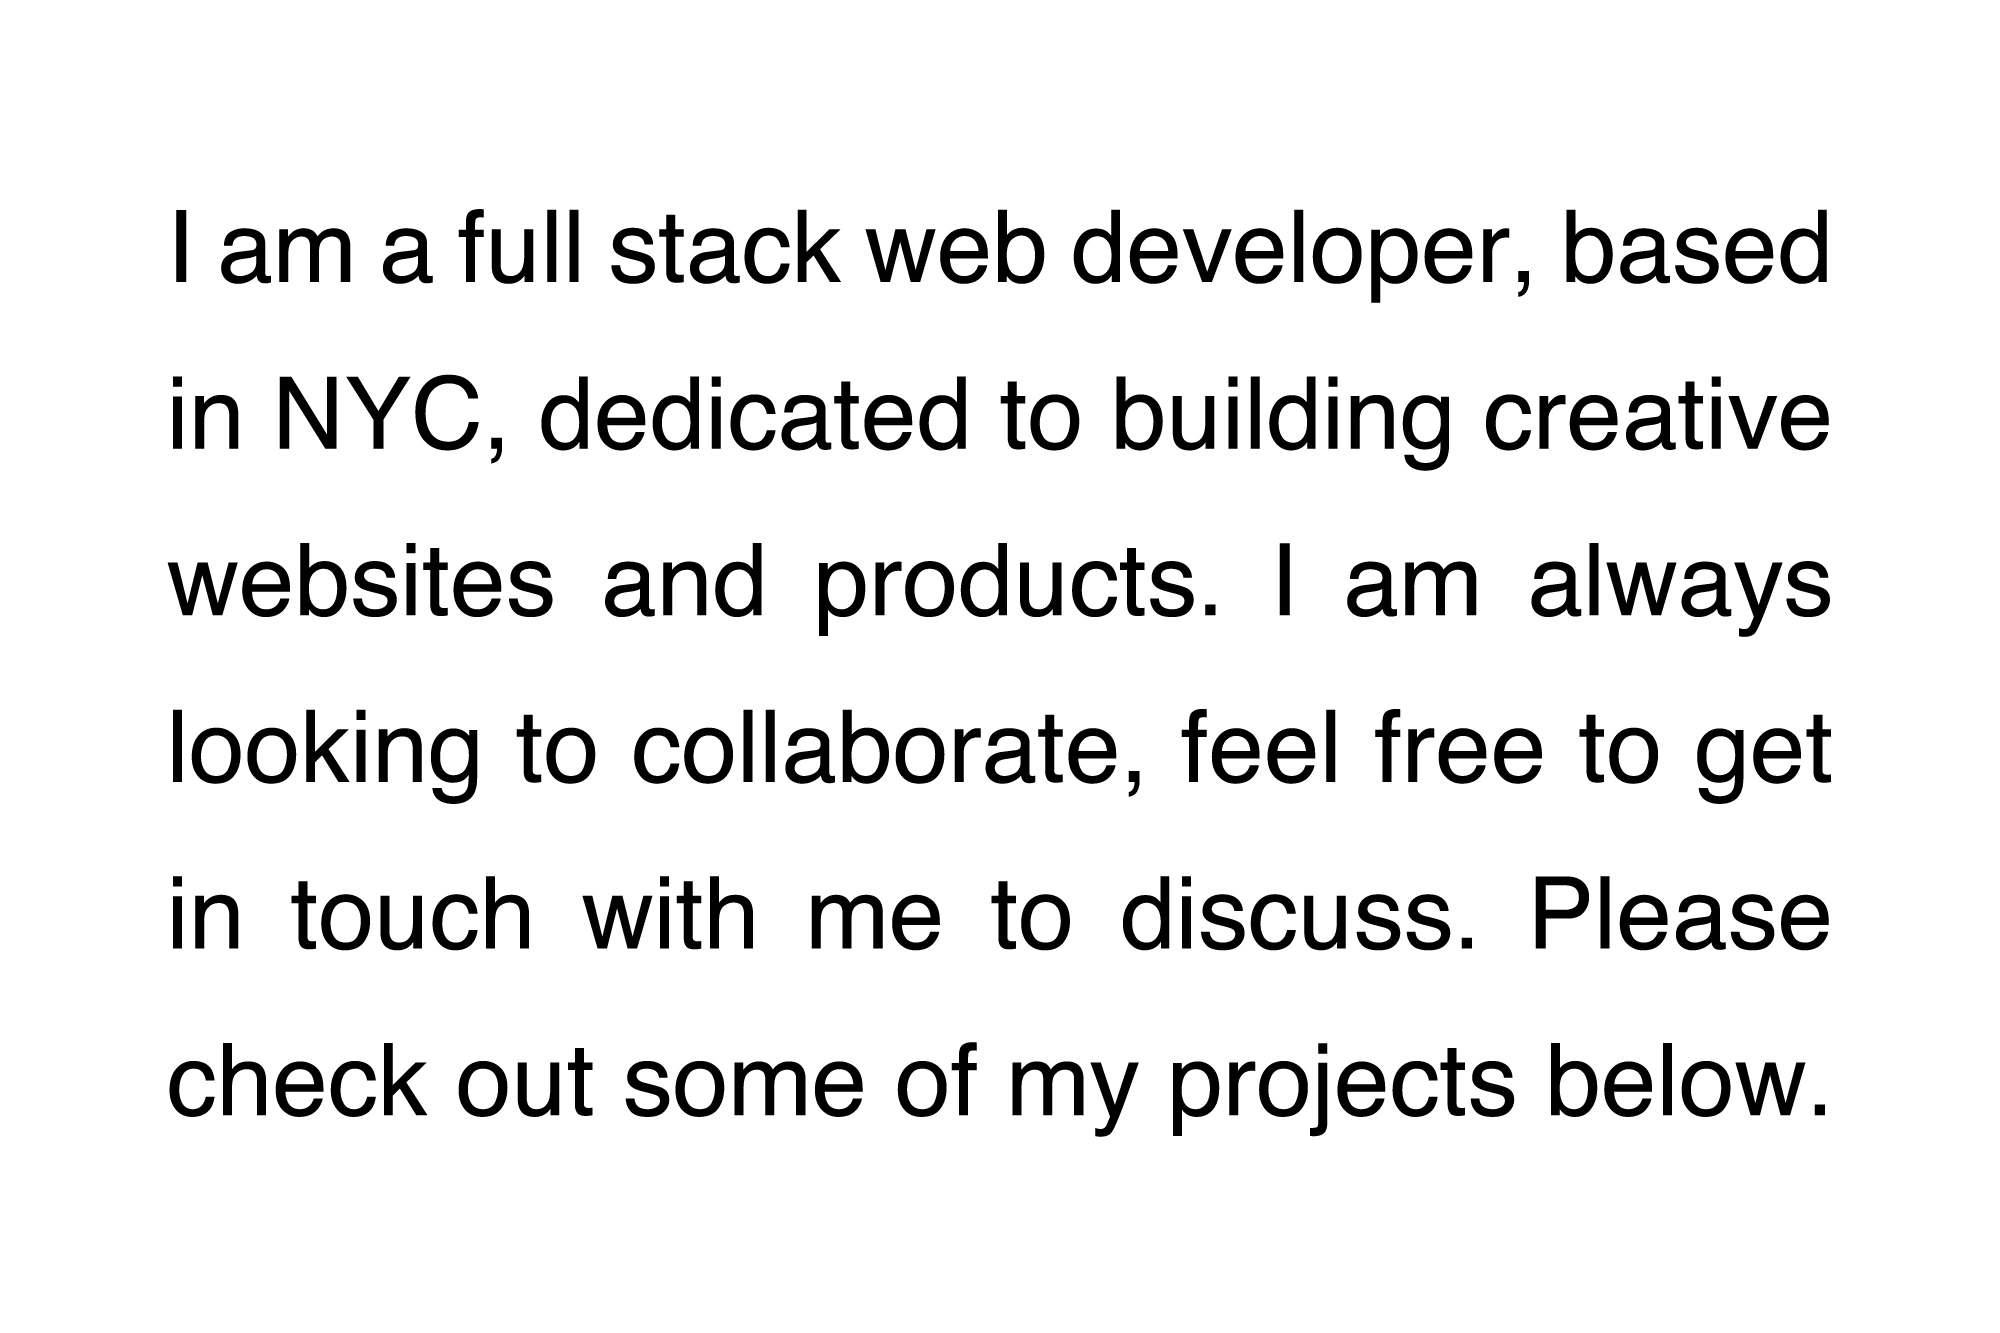 I am a full stack web developer, based
in NYC, dedicated to building creative
websites and products. I am always
looking to collaborate, feel free to get
in touch with me to discuss. Please
check out some of my projects below.